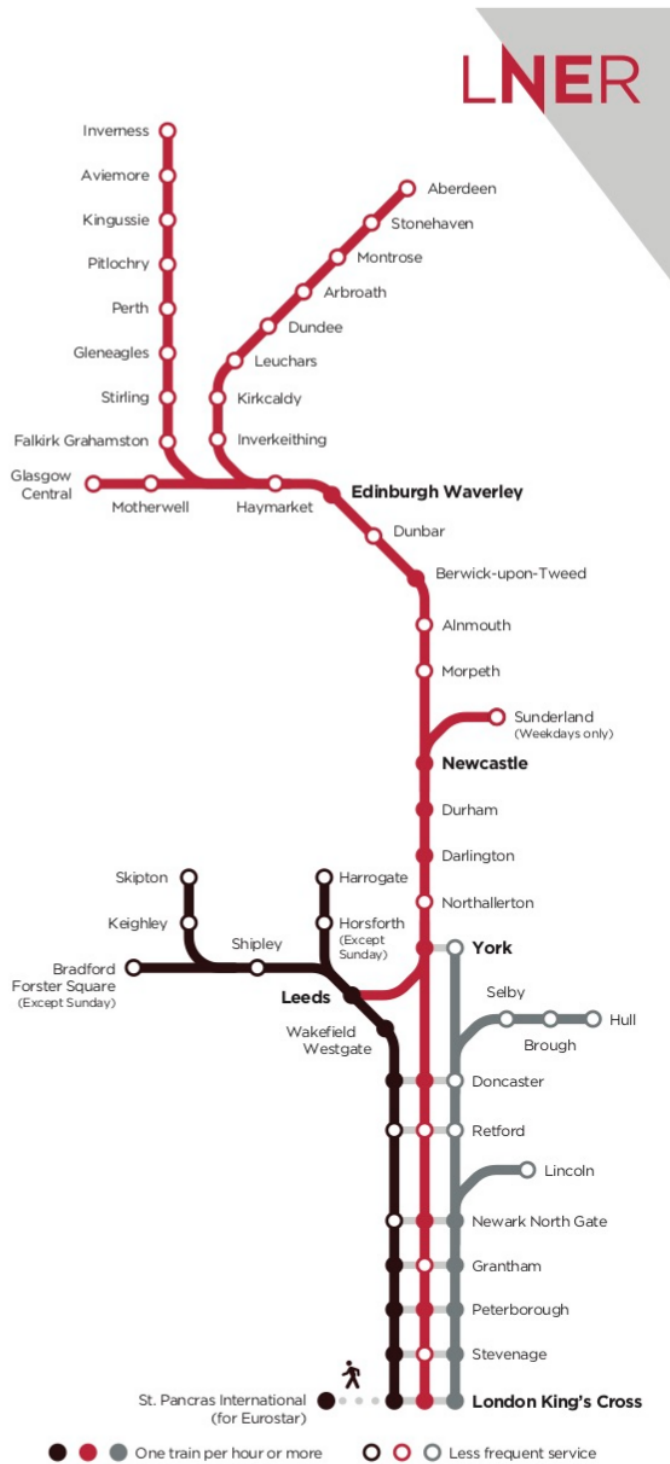 LNER
Inverness
Aviemore
Kingussie
Pitlochry
Perth
Gleneagles
Stirling
Falkirk Grahamston
Glasgow
Central
Motherwell
Haymarket
Aberdeen
Stonehaven
Montrose
Arbroath
Dundee
Leuchars
Kirkcaldy
Inverkeithing
Edinburgh Waverley
Dunbar
Berwick-upon-Tweed
Alnmouth
Morpeth
Sunderland
(Weekdays only)
Newcastle
Durham
Darlington
Northallerton
York
Skipton
Keighley
Shipley
Bradford
Forster Square
(Except Sunday)
Harrogate
Horsforth
(Except
Sunday)
Leeds
Wakefield
Westgate
Selby
Brough
Hull
Doncaster
Retford
Lincoln
Newark North Gate
Grantham
Peterborough
Stevenage
St. Pancras International
(for Eurostar)
London King's Cross
One train per hour or more
Less frequent service